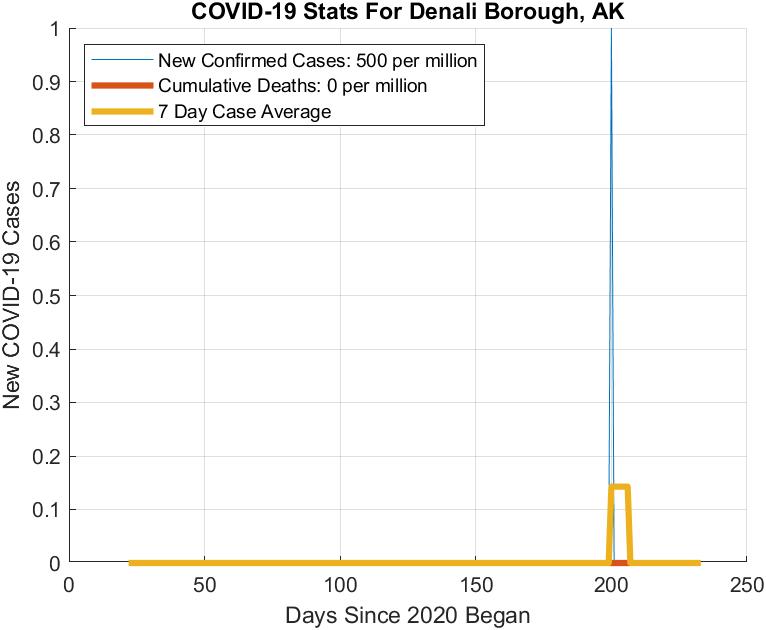 COVID-19 Stats For Denali Borough, AK
New Confirmed Cases: 500 per million
Cumulative Deaths: 0 per million
7 Day Case Average
New COVID-19 Cases
1
0.9
0.8
0.7
0.6
0.5
0.4
0.3
0.2
0.1
0
0 50 100 150 200 250
Days Since 2020 Began